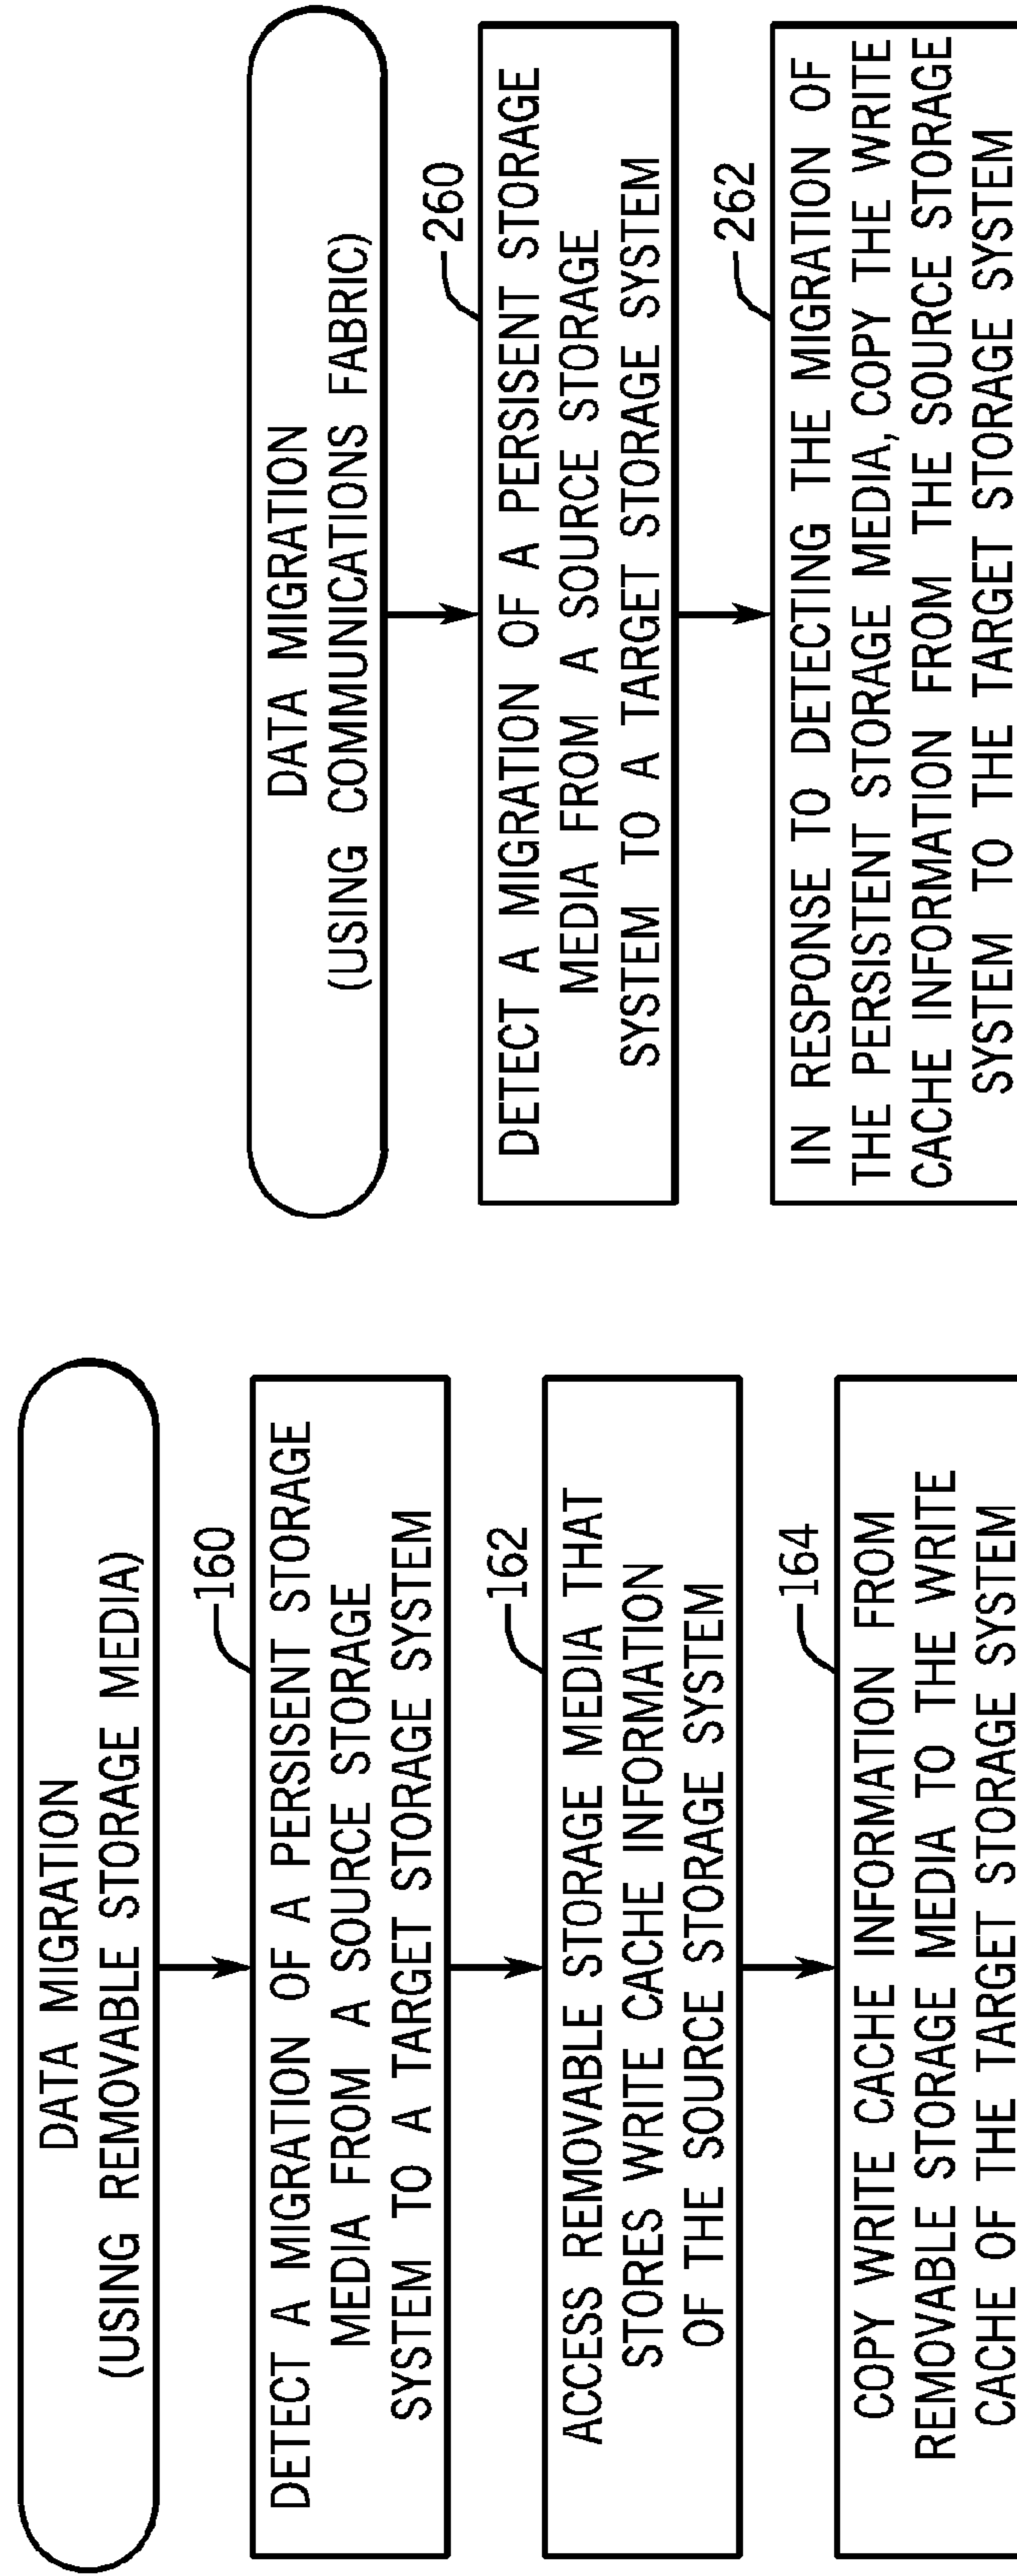 DATA MIGRATION
(USING REMOVABLE STORAGE MEDIA)
160
DETECT A MIGRATION OF A PERSISENT STORAGE
MEDIA FROM A SOURCE STORAGE
SYSTEM TO A TARGET STORAGE SYSTEM
162
ACCESS REMOVABLE STORAGE MEDIA THAT
STORES WRITE CACHE INFORMATION
OF THE SOURCE STORAGE SYSTEM
164
COPY WRITE CACHE INFORMATION FROM
REMOVABLE STORAGE MEDIA TO THE WRITE
CACHE OF THE TARGET STORAGE SYSTEM
DATA MIGRATION
(USING COMMUNICATIONS FABRIC)
260
DETECT A MIGRATION OF A PERSISENT STORAGE
MEDIA FROM A SOURCE STORAGE
SYSTEM TO A TARGET STORAGE SYSTEM
262
IN RESPONSE TO DETECTING THE MIGRATION OF
THE PERSISTENT STORAGE MEDIA, COPY THE WRITE
CACHE INFORMATION FROM THE SOURCE STORAGE
SYSTEM TO THE TARGET STORAGE SYSTEM